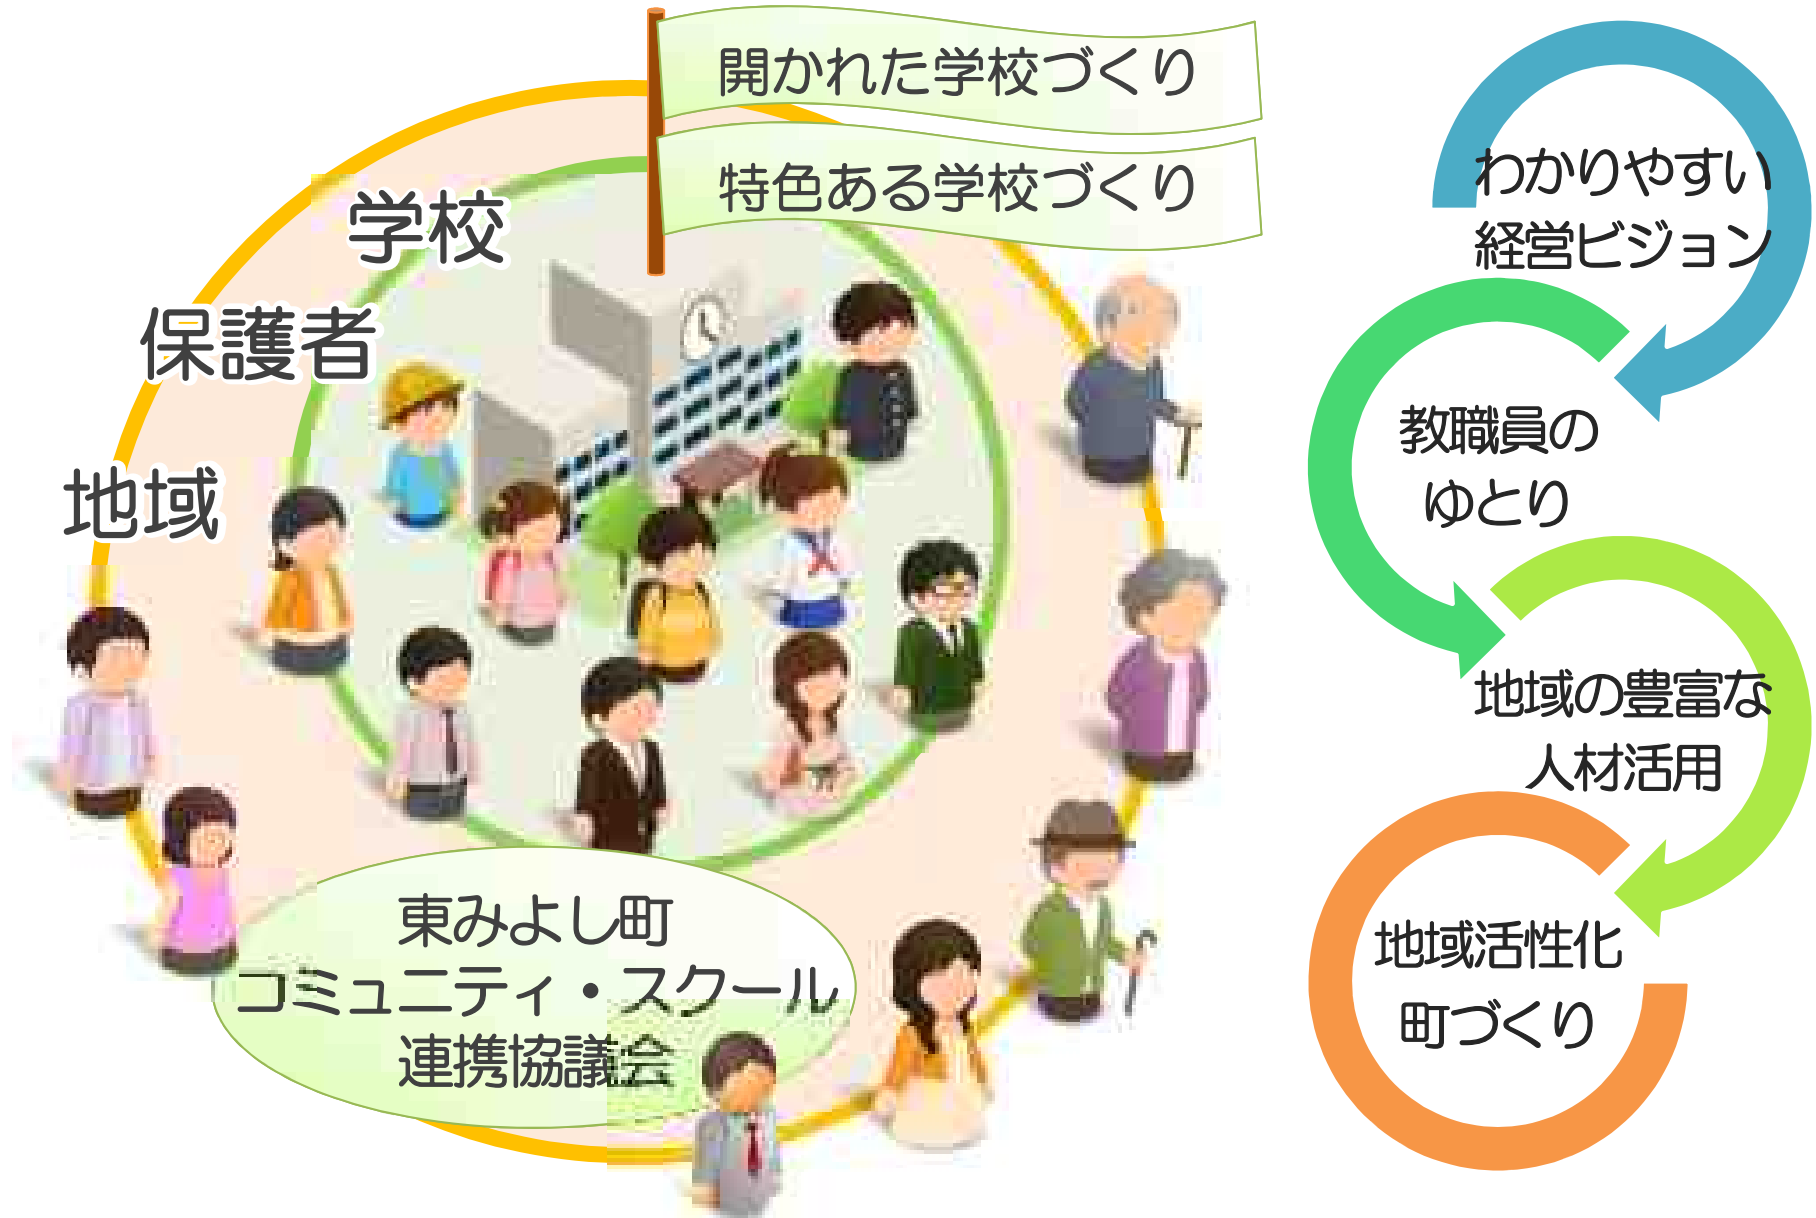 開かれた学校づくり
特色ある学校づくり
学校
保護者
地域
東みよし町
コミュニティ・スクール
連携協議会
わかりやすい
経営ビジョン
教職員の
ゆとり
地域の豊富な
人材活用
地域活性化
町づくり